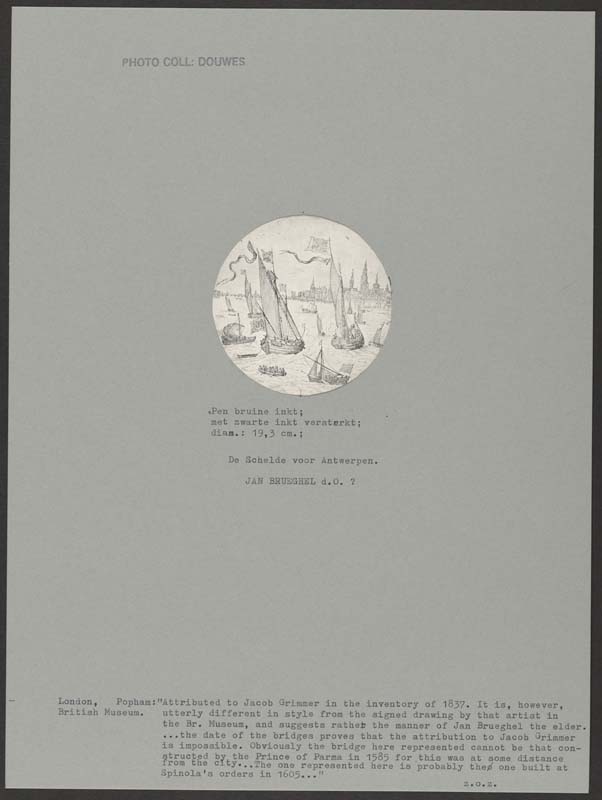 PHOTO COLL: DOUWES
Pen bruine inkt;
met zwarte inkt versterkt;
diam.: 19,3 cm.;
De Schelde voor Antwerpen.
JAN BRUEGHEL d.O. ?
London, Popham:"Attributed to Jacob Grimmer in the inventory of 1837. It is, however,
British Museum. utterly different in style from the signed drawing by that artist in
the Br. Museum, and suggests rather the manner of Jan Brueghel the elder.
...the date of the bridges proves that the attribution to Jacob Grimmer
is impossible. Obviously the bridge here represented cannot be that con-
structed by the Prince of Parma in 1585 for this was at some distance
from the city...The one represented here is probably the one built at
Spinola's orders in 1605..."
z.o.z.